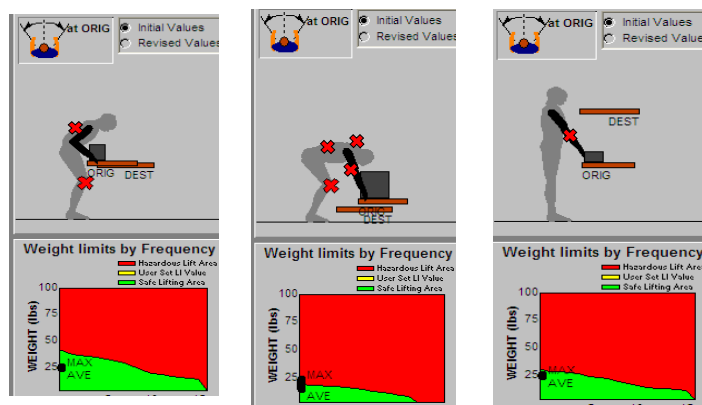 at ORIG
Initial Values
Revised Values
ORIG
DEST
Weight limits by Frequency
Hazardous Lift Area
User Set LI Value
Safe Lifting Area
WEIGHT (lbs)
100
75
50
25
MAX
AVE
at ORIG
Initial Values
Revised Values
ORIG
DEST
Weight limits by Frequency
Hazardous Lift Area
User Set LI Value
Safe Lifting Area
WEIGHT (lbs)
100
75
50
25
MAX
AVE
at ORIG
Initial Values
Revised Value
DEST
ORIG
Weight limits by Frequency
Hazardous Lift Area
User Set LI Value
Safe Lifting Area
WEIGHT (lbs)
100
75
50
25
MAX
AVE